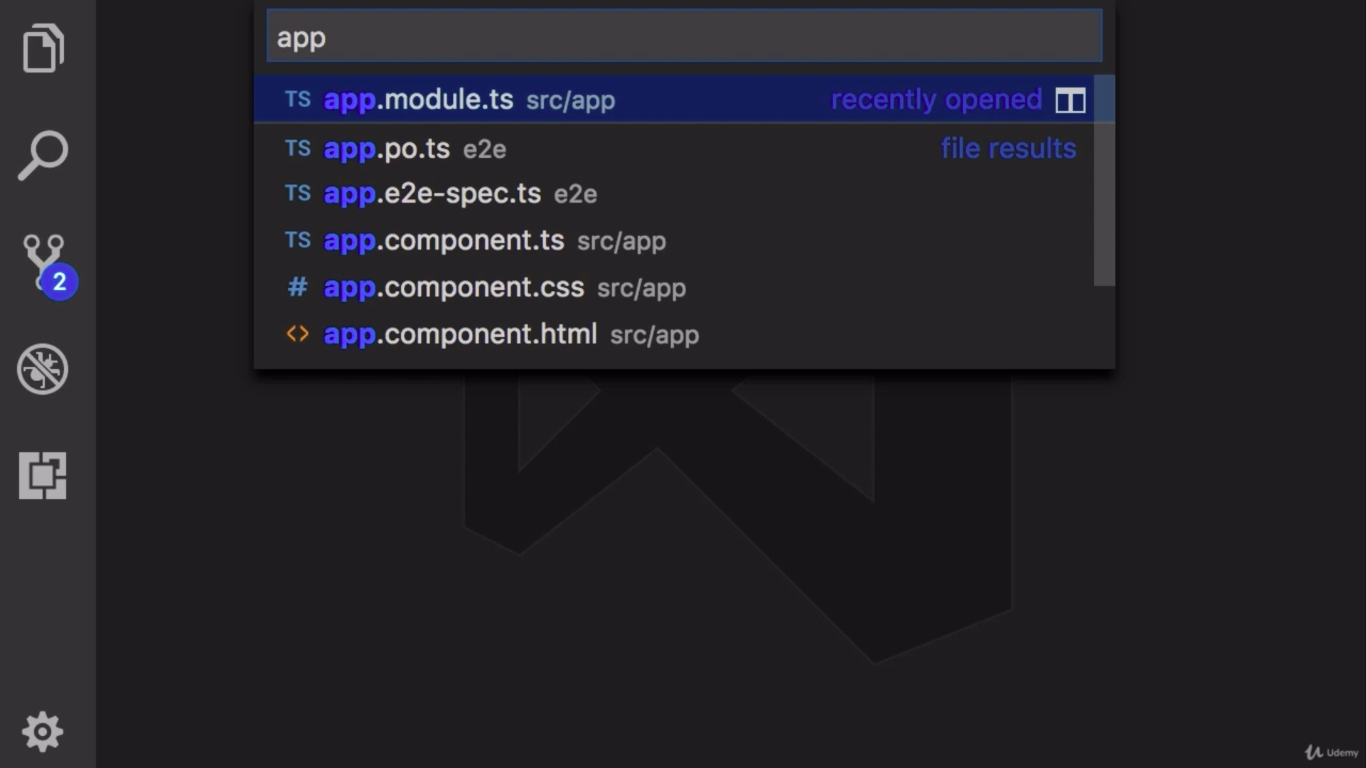 app
TS app.module.ts src/app recently opened
TS app.po.ts e2e file results
TS app.e2e-spec.ts e2e
TS app.component.ts src/app
# app.component.css src/app
<> app.component.html src/app
2
Udemy